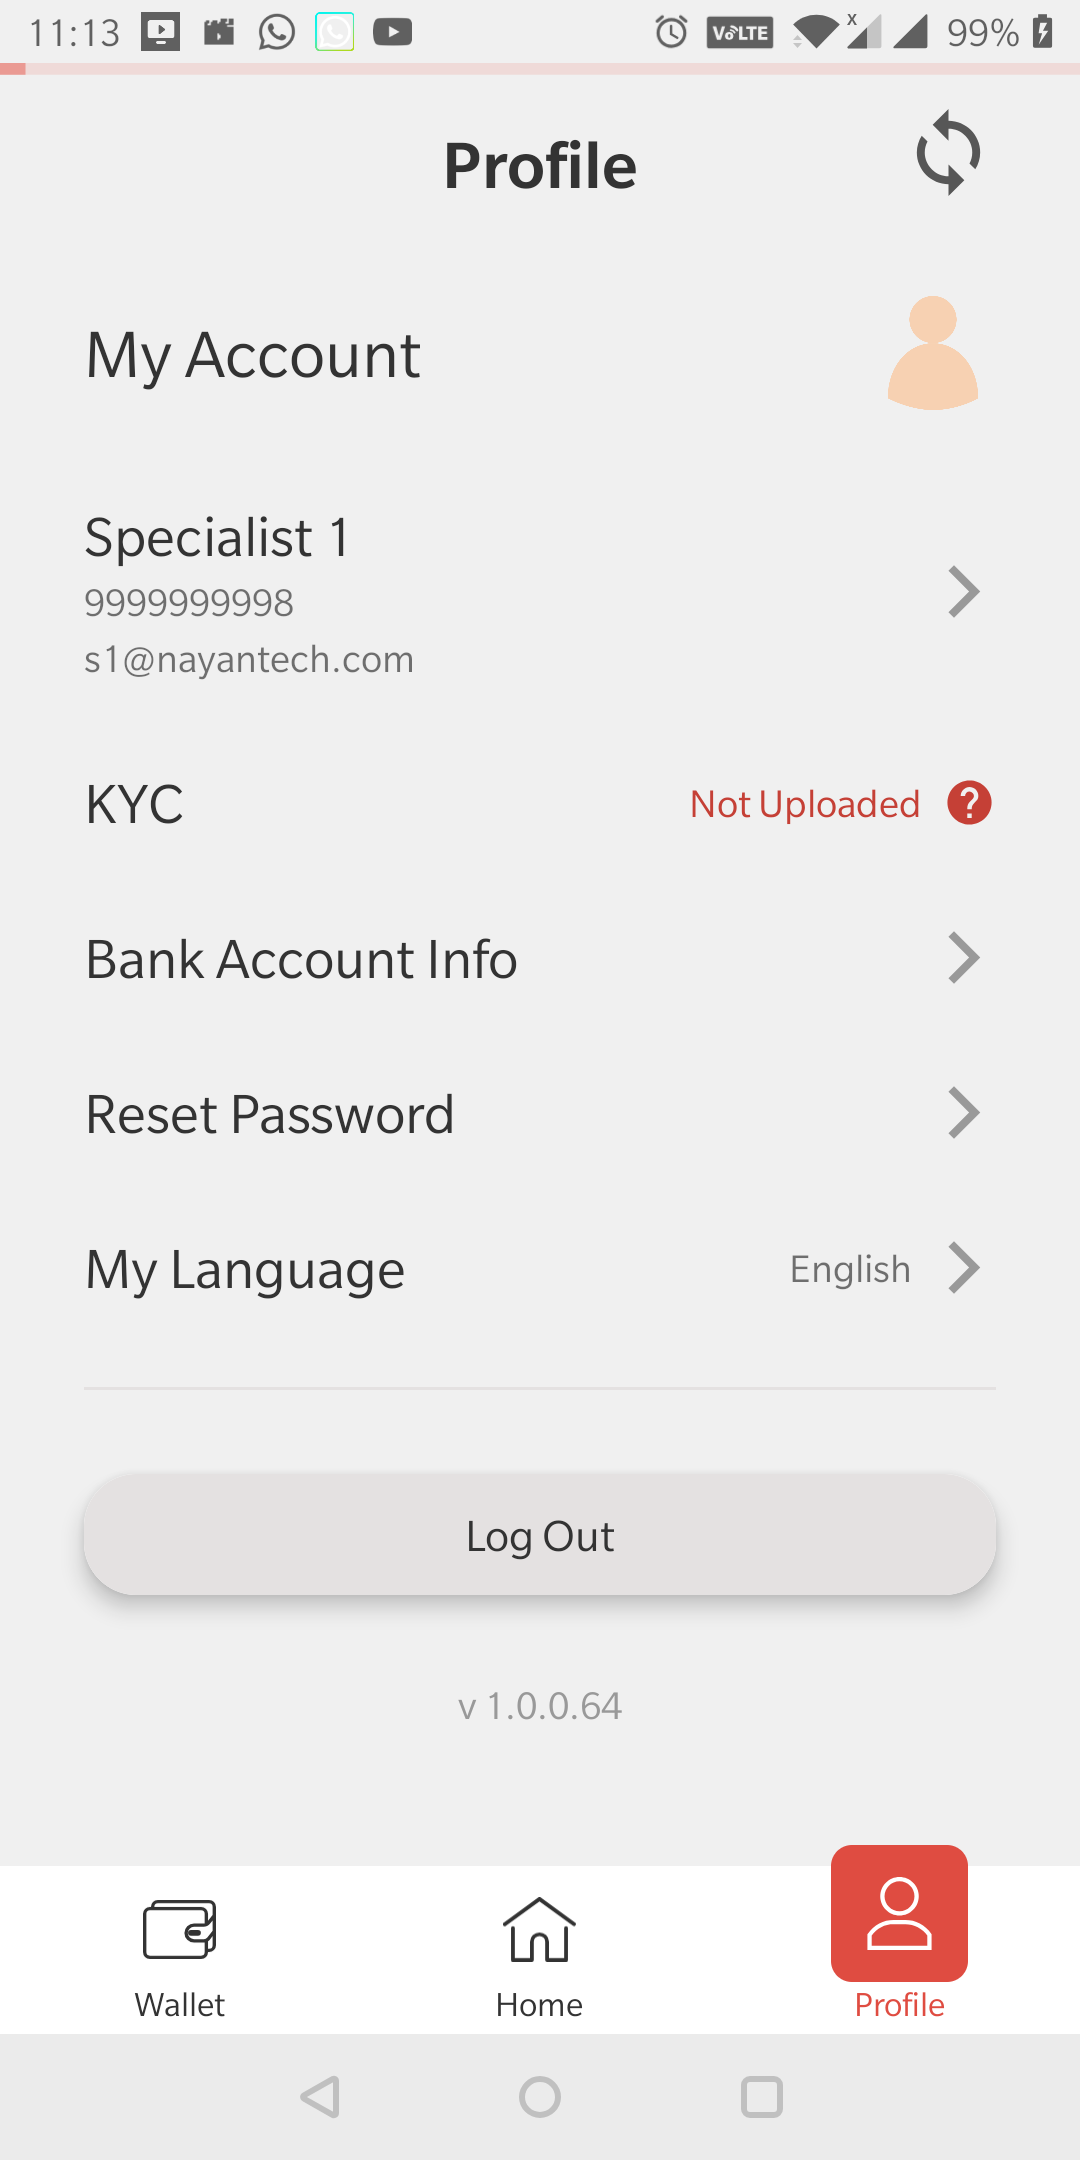 11:13 VoLTE x 99%
Profile
My Account
Specialist 1
9999999998
s1@nayantech.com
KYC Not Uploaded ?
Bank Account Info
Reset Password
My Language English
Log Out
v 1.0.0.64
Wallet Home Profile